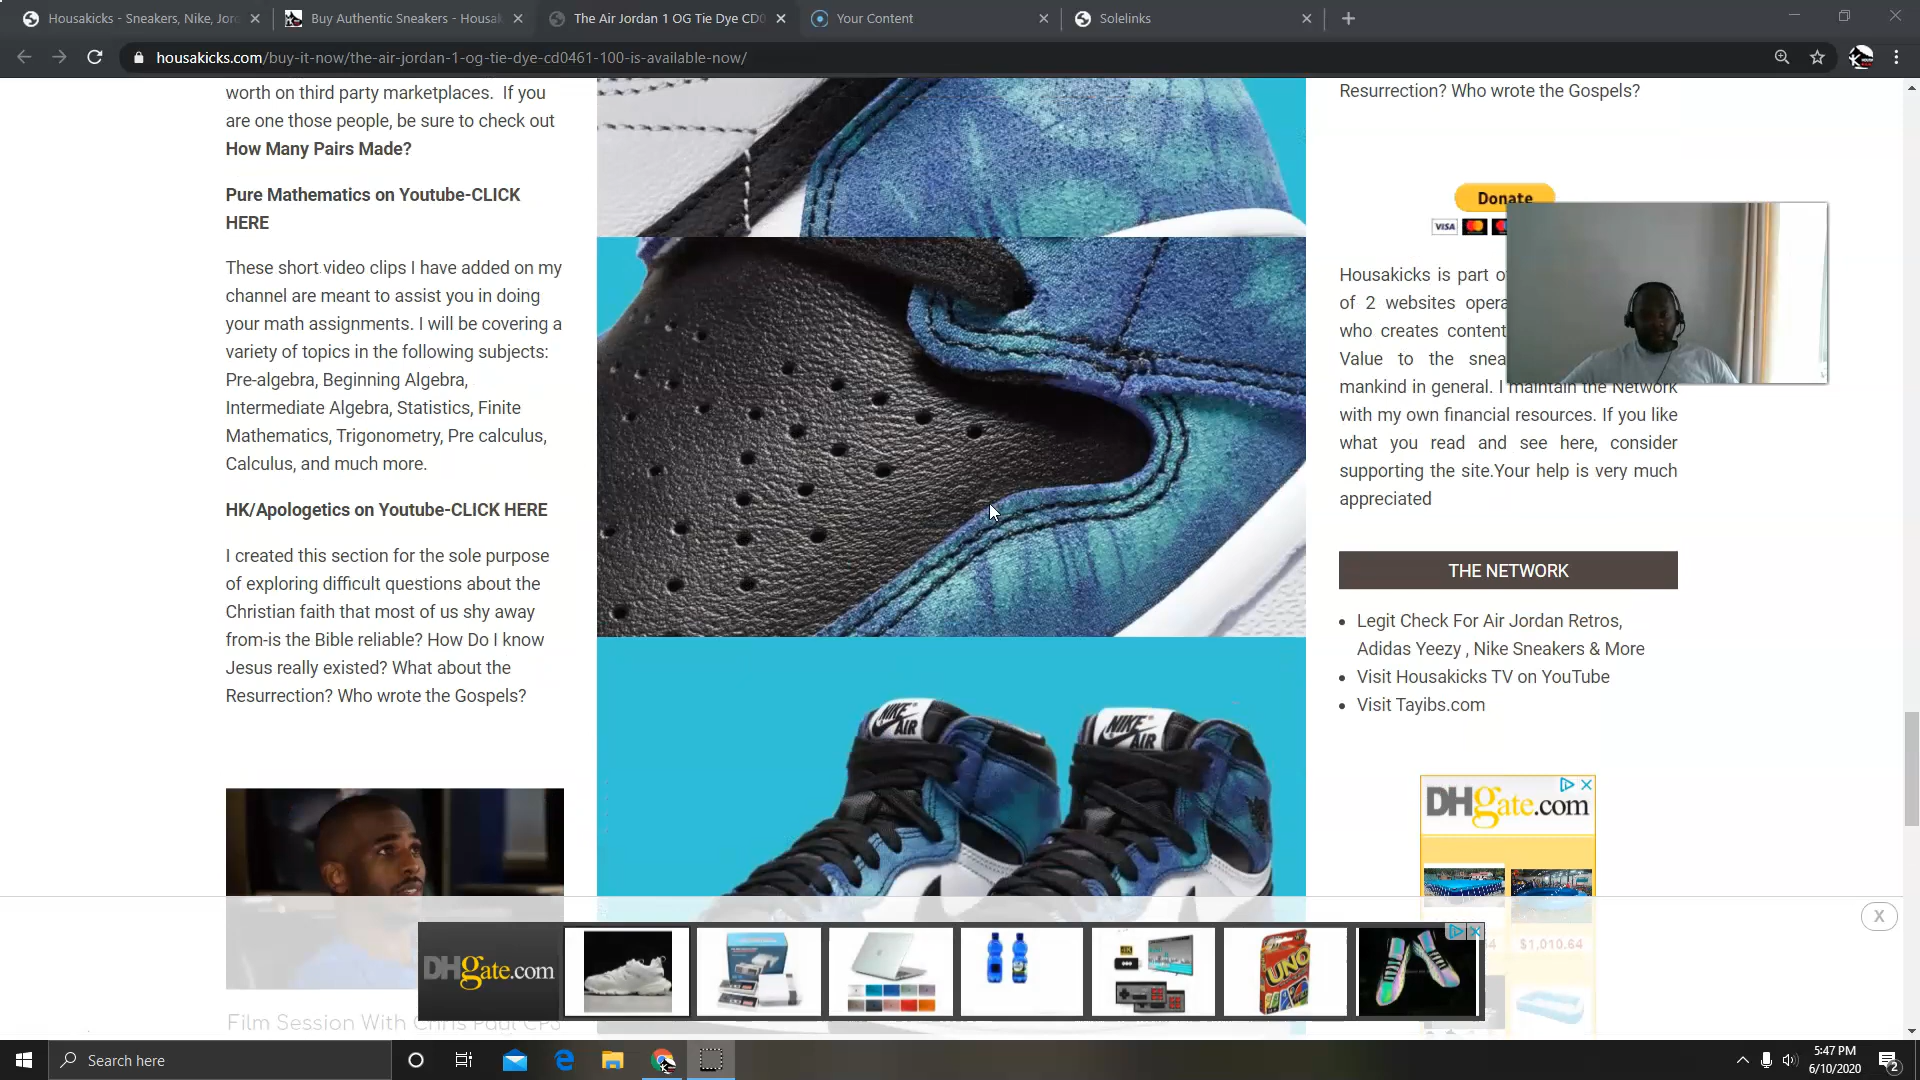 Housakicks - Sneakers, Nike, Jor
Buy Authentic Sneakers - Housak
The Air Jordan 1 OG Tie Dye CD0
Your Content
Solelinks
housakicks.com/buy-it-now/the-air-jordan-1-og-tie-dye-cd0461-100-is-available-now/
worth on third party marketplaces. If you
are one those people, be sure to check out
How Many Pairs Made?
Pure Mathematics on Youtube-CLICK
HERE
These short video clips I have added on my
channel are meant to assist you in doing
your math assignments. I will be covering a
variety of topics in the following subjects:
Pre-algebra, Beginning Algebra,
Intermediate Algebra, Statistics, Finite
Mathematics, Trigonometry, Pre calculus,
Calculus, and much more.
HK/Apologetics on Youtube-CLICK HERE
I created this section for the sole purpose
of exploring difficult questions about the
Christian faith that most of us shy away
from-is the Bible reliable? How Do I know
Jesus really existed? What about the
Resurrection? Who wrote the Gospels?
Film Session With Chris Paul CP3
NIKE
AIR
NIKE
AIR
Resurrection? Who wrote the Gospels?
Donate
VISA
Housakicks is part o
of 2 websites opera
who creates content
Value to the snea
mankind in general. I maintain the Network
with my own financial resources. If you like
what you read and see here, consider
supporting the site.Your help is very much
appreciated
THE NETWORK
Legit Check For Air Jordan Retros,
Adidas Yeezy , Nike Sneakers & More
Visit Housakicks TV on YouTube
Visit Tayibs.com
DHgate.com
$1,010.64
X
DHgate.com
4K
UNO
Search here
5:47 PM
6/10/2020
2